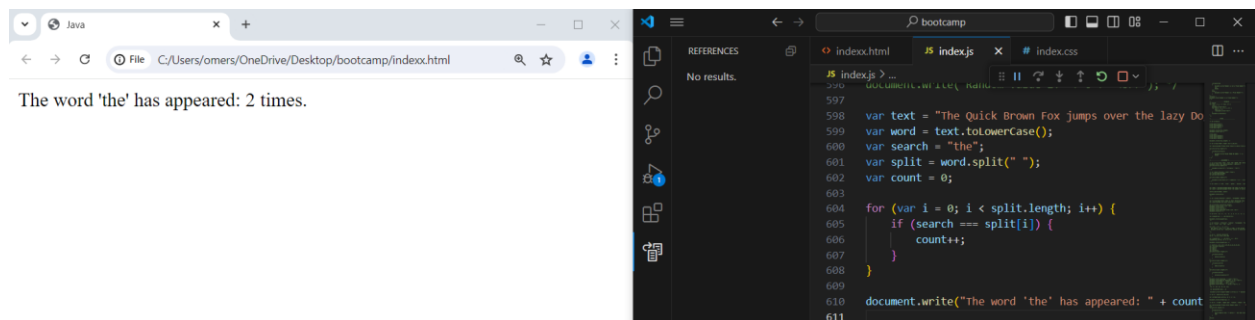 Java
File C:/Users/omers/OneDrive/Desktop/bootcamp/indexx.html
The word 'the' has appeared: 2 times.
bootcamp
REFERENCES
No results.
indexx.html
JS index.js
# index.css
JS index.js > ...
596
597
598 var text = "The Quick Brown Fox jumps over the lazy Do
599 var word = text.toLowerCase();
600 var search = "the";
601 var split = word.split(" ");
602 var count = 0;
603
604 for (var i = 0; i < split.length; i++) {
605 if (search === split[i]) {
606 count++;
607 }
608 }
609
610 document.write("The word 'the' has appeared: " + count
611
1